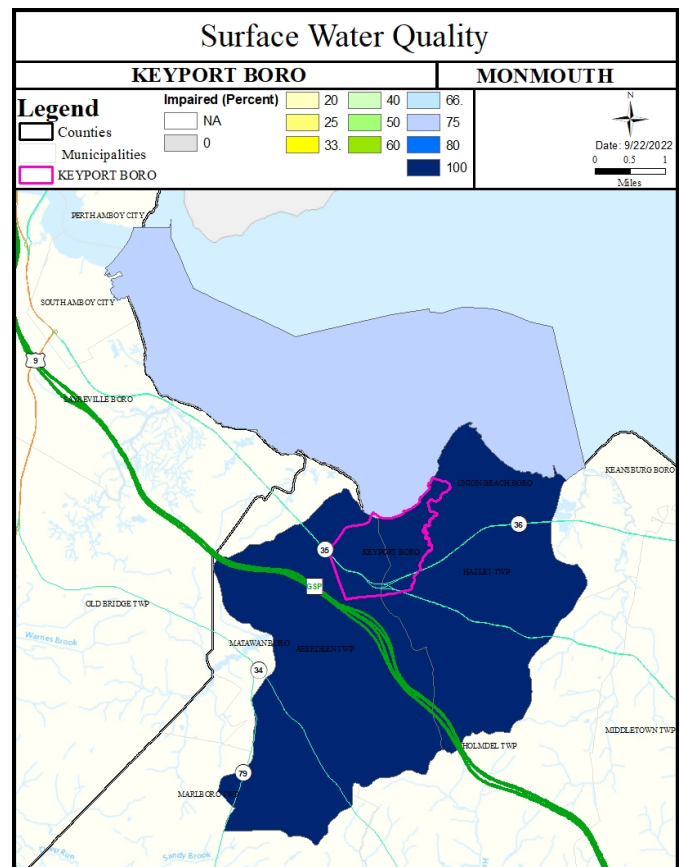 Surface Water Quality
KEYPORT BORO
MONMOUTH
Legend
Counties
Municipalities
KEYPORT BORO
Impaired (Percent)
NA
0
20
25
33.
40
50
60
66.
75
80
100
N
Date: 9/22/2022
0 0.5 1
Miles
PERTH AMBOY CITY
SOUTH AMBOY CITY
9
SAYREVILLE BORO
KEANSBURG BORO
UNION BEACH BORO
36
35
KEYPORT BORO
HAZLET TWP
GSP
OLD BRIDGE TWP
Warnes Brook
MATAWAN BORO
ABERDEEN TWP
34
MIDDLETOWN TWP
HOLMDEL TWP
79
MARLBORO TWP
Deep Run
Sandy Brook